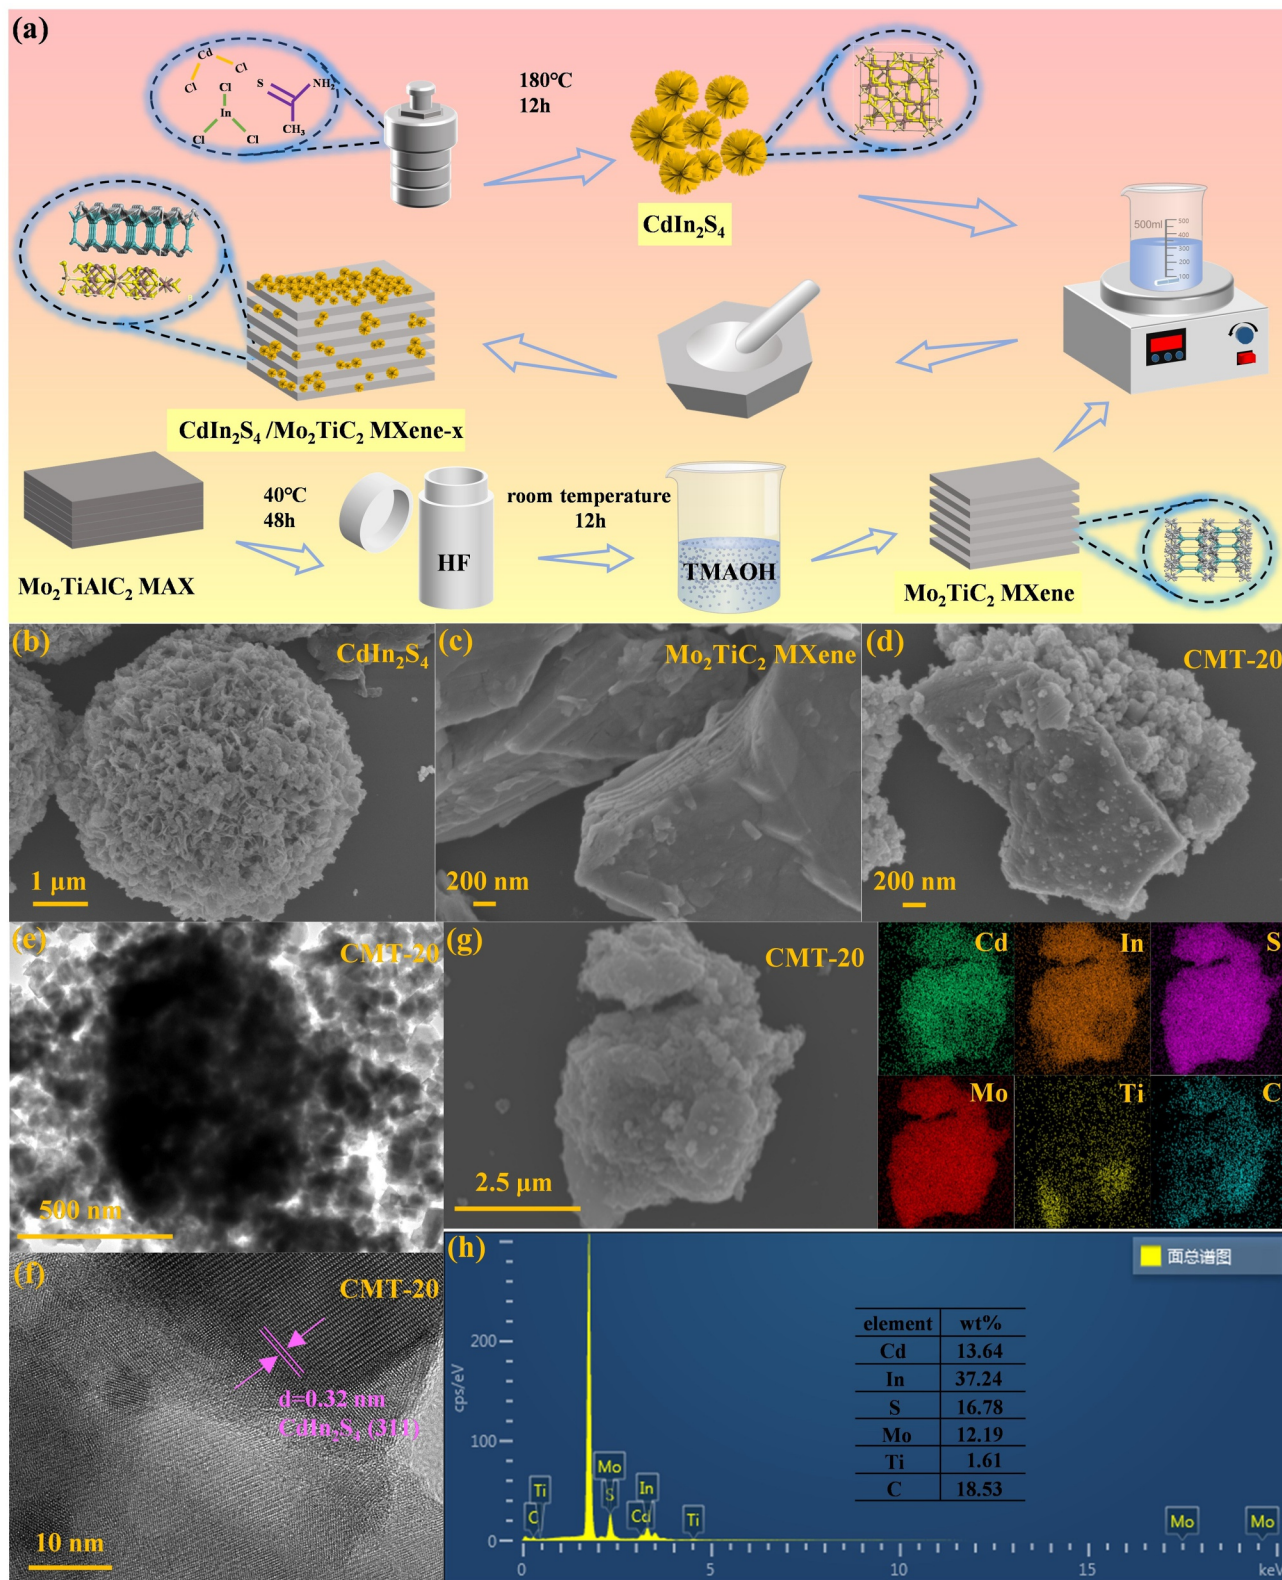 (a)
Cd
Cl
Cl
Cl
In
Cl
Cl
S
NH₂
CH₃
180℃
12h
CdIn₂S₄
500ml
500
400
300
200
100
CdIn₂S₄ /Mo₂TiC₂ MXene-x
Mo₂TiAlC₂ MAX
40℃
48h
HF
room temperature
12h
TMAOH
Mo₂TiC₂ MXene
(b)
CdIn₂S₄
1 μm
(c)
Mo₂TiC₂ MXene
200 nm
(d)
CMT-20
200 nm
(e)
CMT-20
500 nm
(g)
CMT-20
2.5 μm
Cd
In
S
Mo
Ti
C
(f)
CMT-20
d=0.32 nm
CdIn₂S₄ (311)
10 nm
(h)
面总谱图
cps/eV
200
100
0
Ti
C
Mo
S
Cd
In
Ti
Mo
Mo
0
5
10
15
keV
element wt%
Cd 13.64
In 37.24
S 16.78
Mo 12.19
Ti 1.61
C 18.53